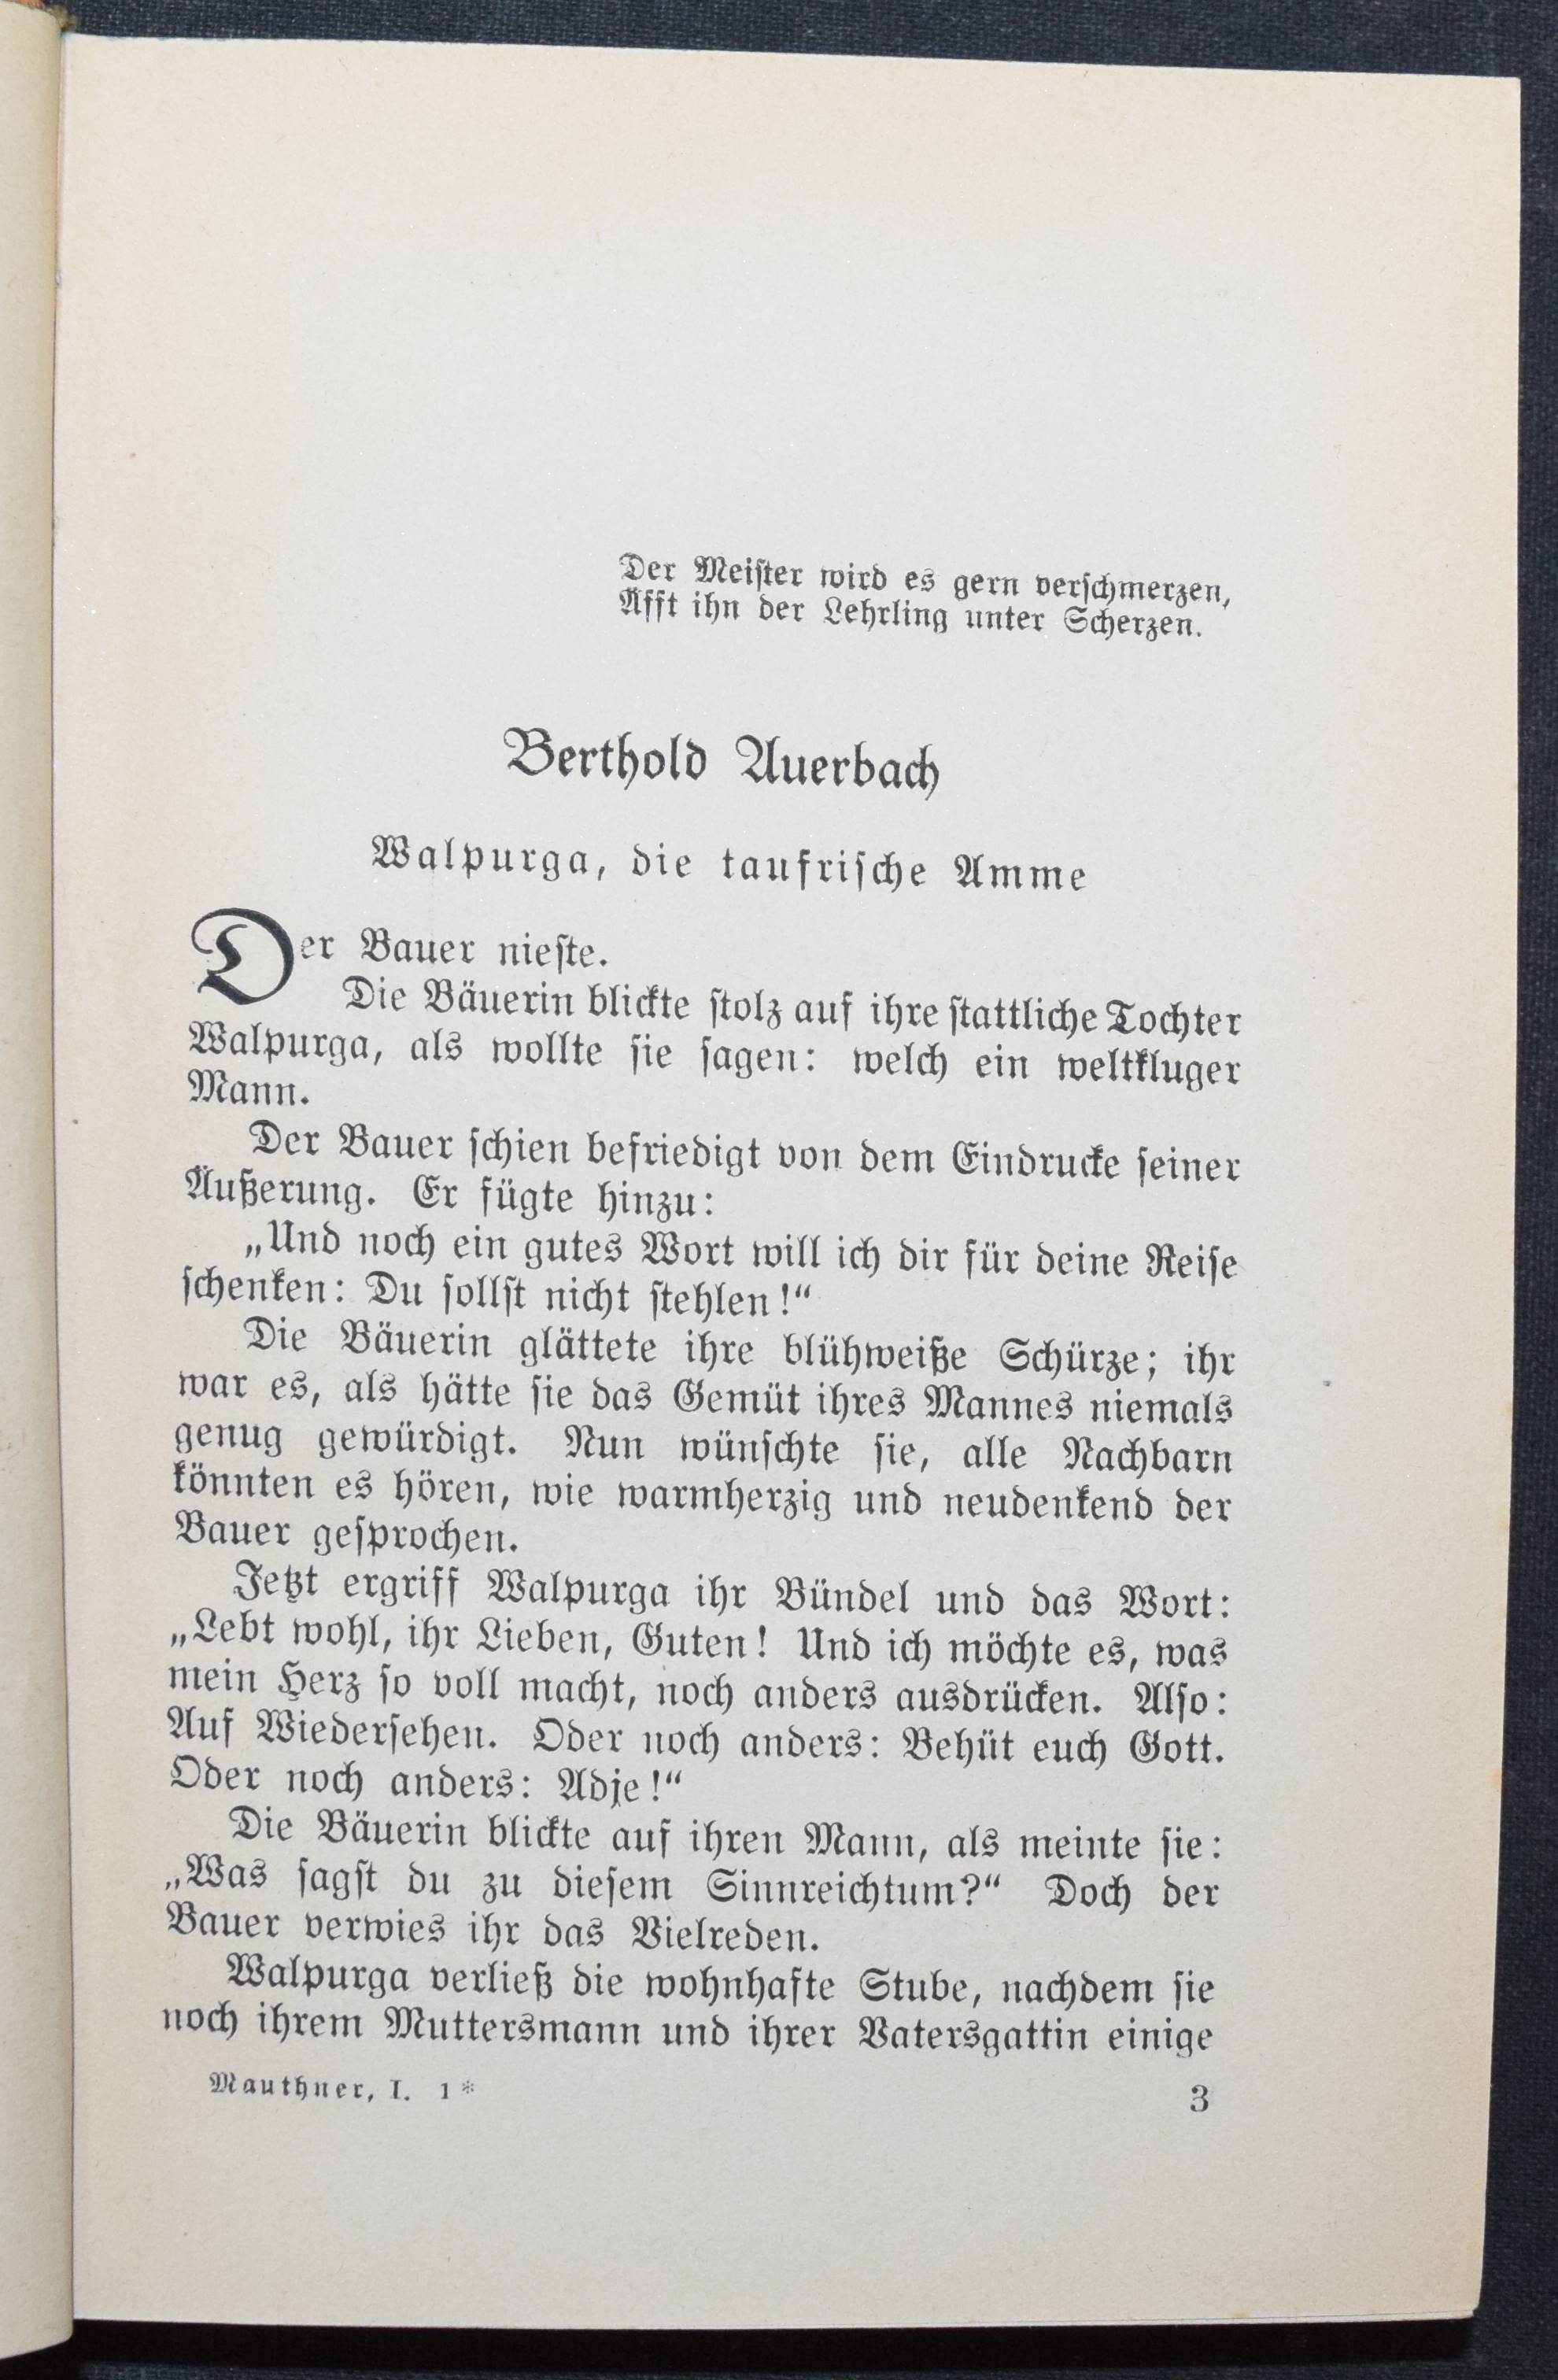 Der Meister wird es gern verschmerzen,
Äfft ihn der Lehrling unter Scherzen.
Berthold Auerbach
Walpurga, die taufrische Amme
Der Bauer nieste.
Die Bäuerin blickte stolz auf ihre stattliche Tochter
Walpurga, als wollte sie sagen: welch ein weltkluger
Mann.
Der Bauer schien befriedigt von dem Eindrucke seiner
Äußerung. Er fügte hinzu:
„Und noch ein gutes Wort will ich dir für deine Reise
schenken: Du sollst nicht stehlen!“
Die Bäuerin glättete ihre blühweiße Schürze; ihr
war es, als hätte sie das Gemüt ihres Mannes niemals
genug gewürdigt. Nun wünschte sie, alle Nachbarn
könnten es hören, wie warmherzig und neudenkend der
Bauer gesprochen.
Jetzt ergriff Walpurga ihr Bündel und das Wort:
„Lebt wohl, ihr Lieben, Guten! Und ich möchte es, was
mein Herz so voll macht, noch anders ausdrücken. Also:
Auf Wiedersehen. Oder noch anders: Behüt euch Gott.
Oder noch anders: Adje!“
Die Bäuerin blickte auf ihren Mann, als meinte sie:
„Was sagst du zu diesem Sinnreichtum?“ Doch der
Bauer verwies ihr das Vielreden.
Walpurga verließ die wohnhafte Stube, nachdem sie
noch ihrem Muttersmann und ihrer Vatersgattin einige
Mauthner, I. 1*
3